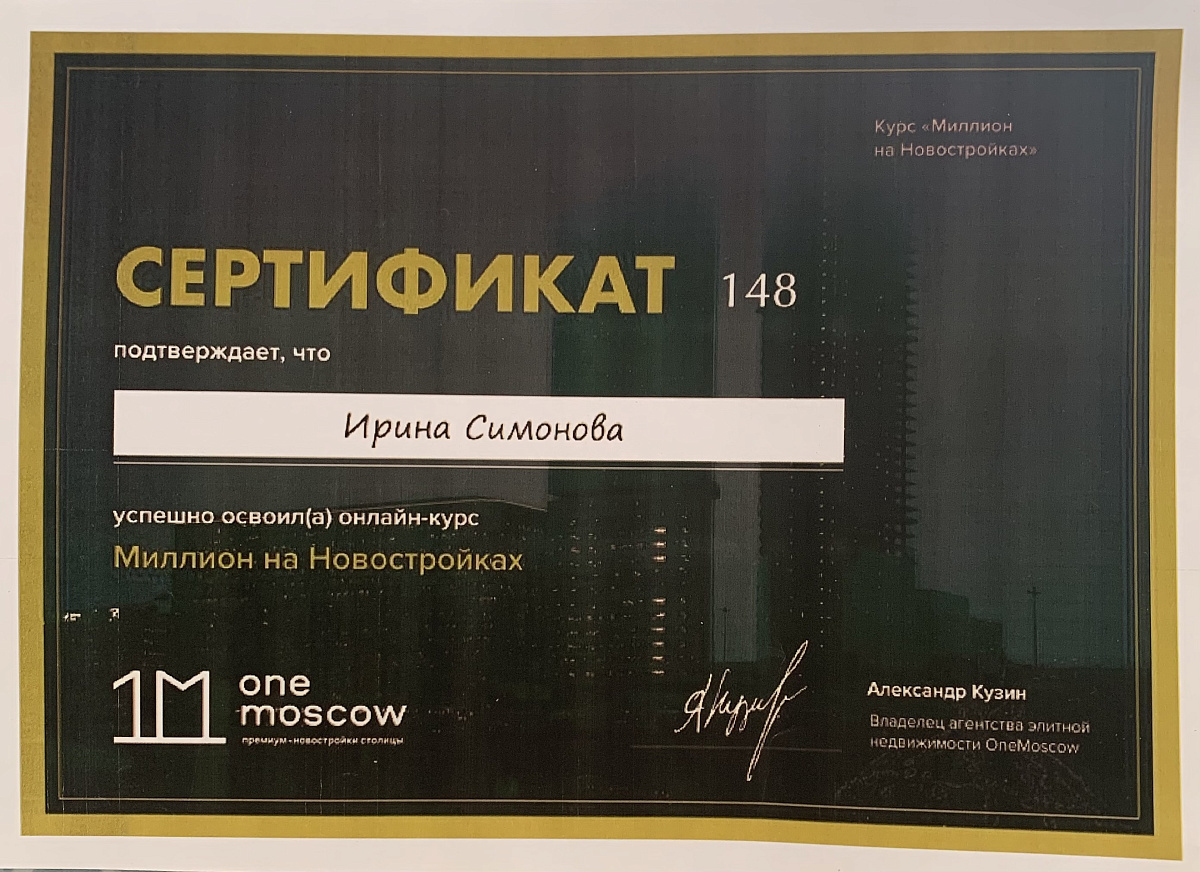 Курс «Миллион
на Новостройках»
СЕРТИФИКАТ 148
подтверждает, что
Ирина Симонова
успешно освоил(а) онлайн-курс
Миллион на Новостройках
1M one
moscow
премиум-новостройки столицы
АКузин
Александр Кузин
Владелец агентства элитной
недвижимости OneMoscow